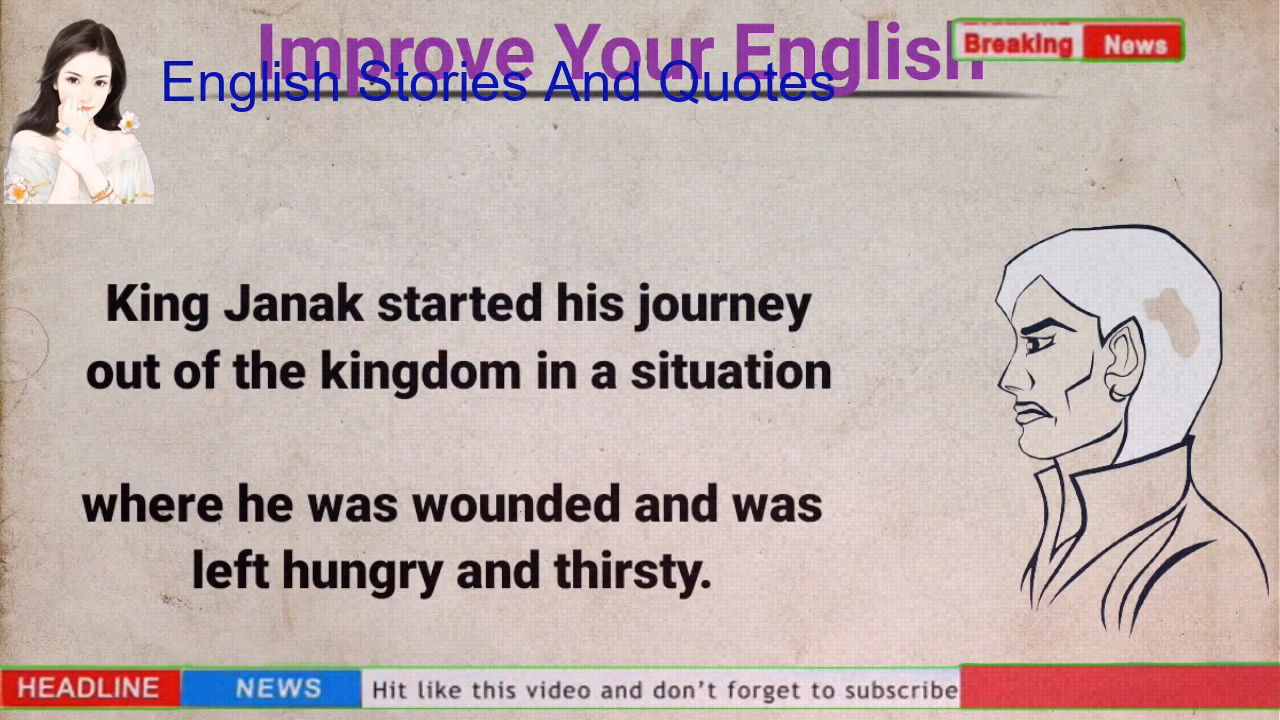 Improve Your English
English Stories And Quotes
Breaking News
King Janak started his journey
out of the kingdom in a situation
where he was wounded and was
left hungry and thirsty.
HEADLINE NEWS Hit like this video and don't forget to subscribe